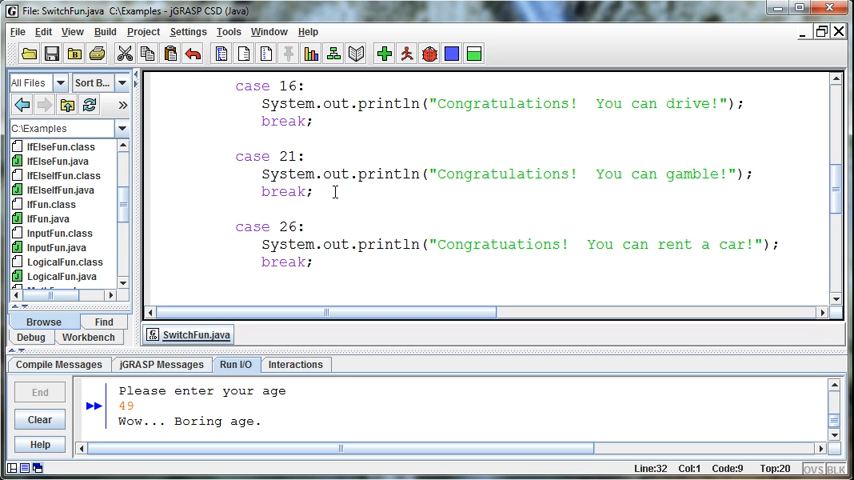 File: SwitchFun.java  C:\Examples - jGRASP CSD (Java)
File Edit View Build Project Settings Tools Window Help
All Files Sort B...
C:\Examples
IfElseFun.class
IfElseFun.java
IfElseIfFun.class
IfElseIfFun.java
IfFun.class
IfFun.java
InputFun.class
InputFun.java
LogicalFun.class
LogicalFun.java
Browse Find
Debug Workbench
case 16:
System.out.println("Congratulations!  You can drive!");
break;
case 21:
System.out.println("Congratulations!  You can gamble!");
break;
case 26:
System.out.println("Congratuations!  You can rent a car!");
break;
SwitchFun.java
Compile Messages jGRASP Messages Run I/O Interactions
End
Clear
Help
Please enter your age
49
Wow... Boring age.
Line:32 Col:1 Code:9 Top:20 OVS BLK